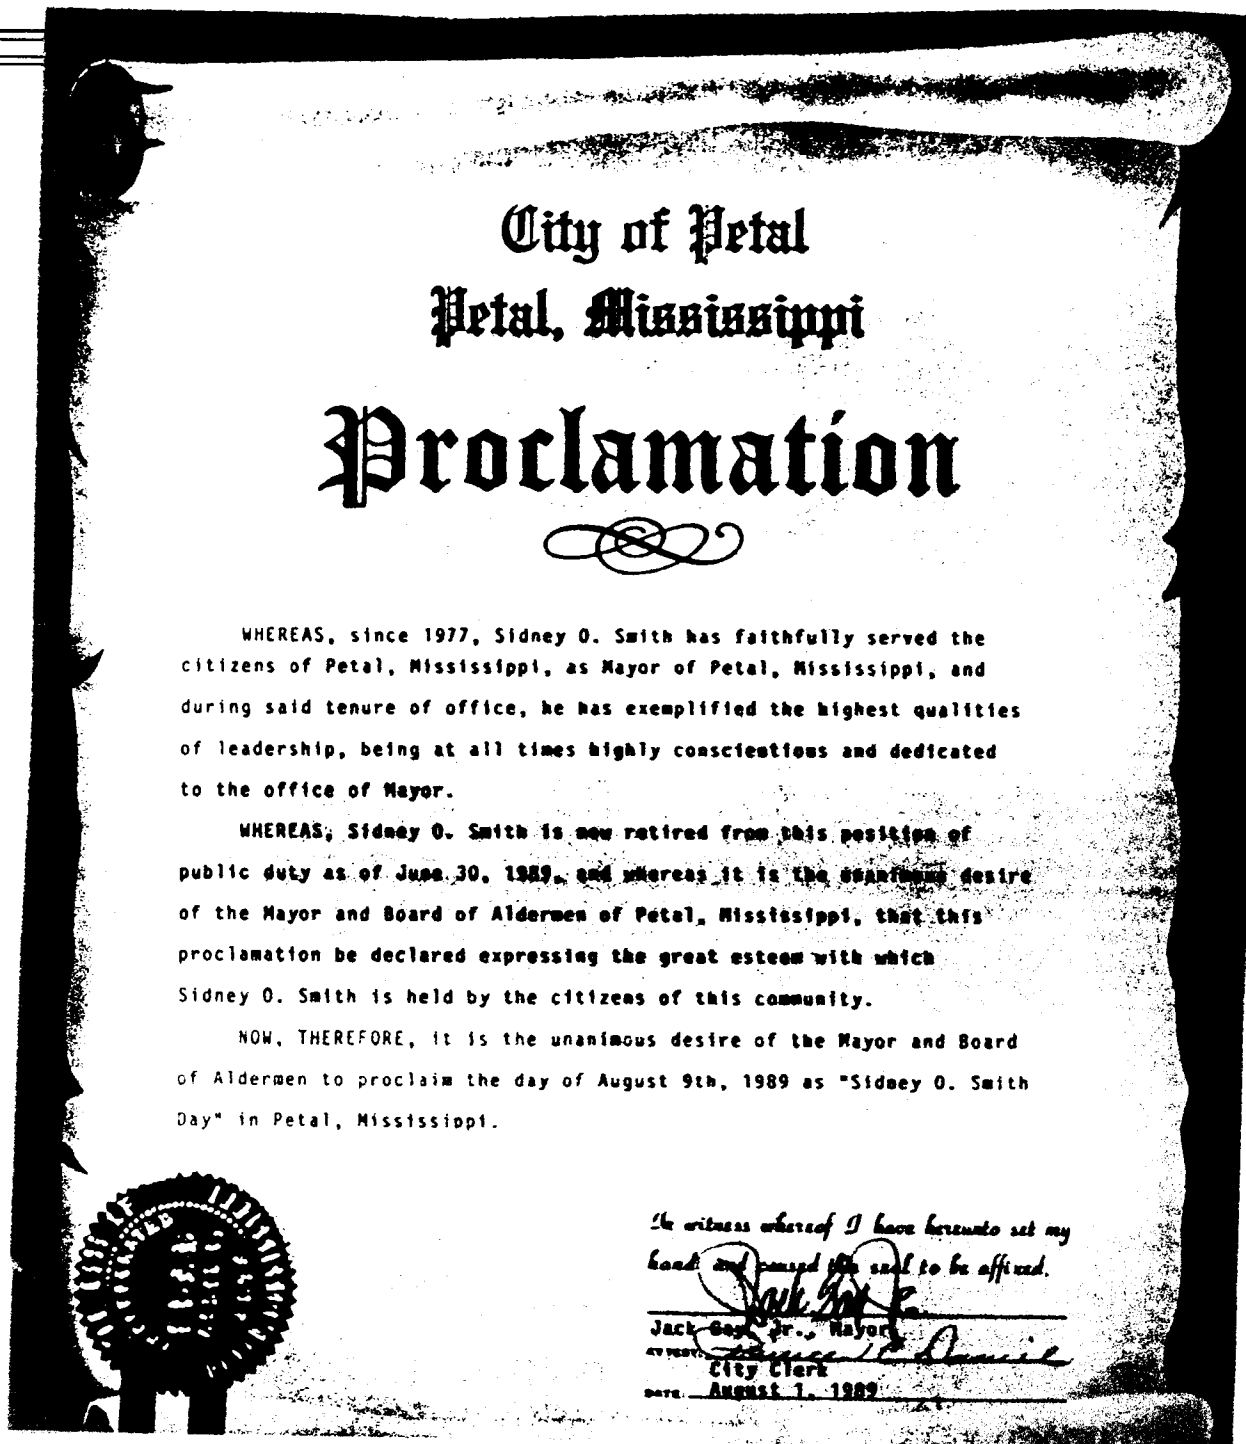 City of Petal
Petal, Mississippi
Proclamation
WHEREAS, since 1977, Sidney O. Smith has faithfully served the
citizens of Petal, Mississippi, as Mayor of Petal, Mississippi, and
during said tenure of office, he has exemplified the highest qualities
of leadership, being at all times highly conscientious and dedicated
to the office of Mayor.
WHEREAS, Sidney O. Smith is now retired from this position of
public duty as of June 30, 1989, and whereas it is the unanimous desire
of the Mayor and Board of Aldermen of Petal, Mississippi, that this
proclamation be declared expressing the great esteem with which
Sidney O. Smith is held by the citizens of this community.
NOW, THEREFORE, it is the unanimous desire of the Mayor and Board
of Aldermen to proclaim the day of August 9th, 1989 as "Sidney O. Smith
Day" in Petal, Mississippi.
In witness whereof I have hereunto set my
hand and caused this seal to be affixed.
Jack Gay, Jr., Mayor
ATTEST:
City Clerk
DATE August 1, 1989